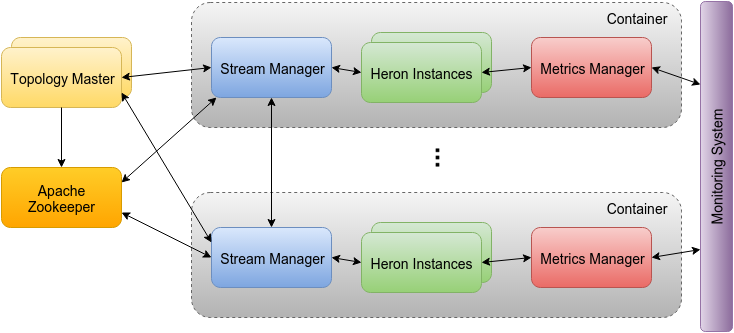 Container
Topology Master
Stream Manager
Heron Instances
Metrics Manager
Monitoring System
Apache
Zookeeper
Container
Stream Manager
Heron Instances
Metrics Manager